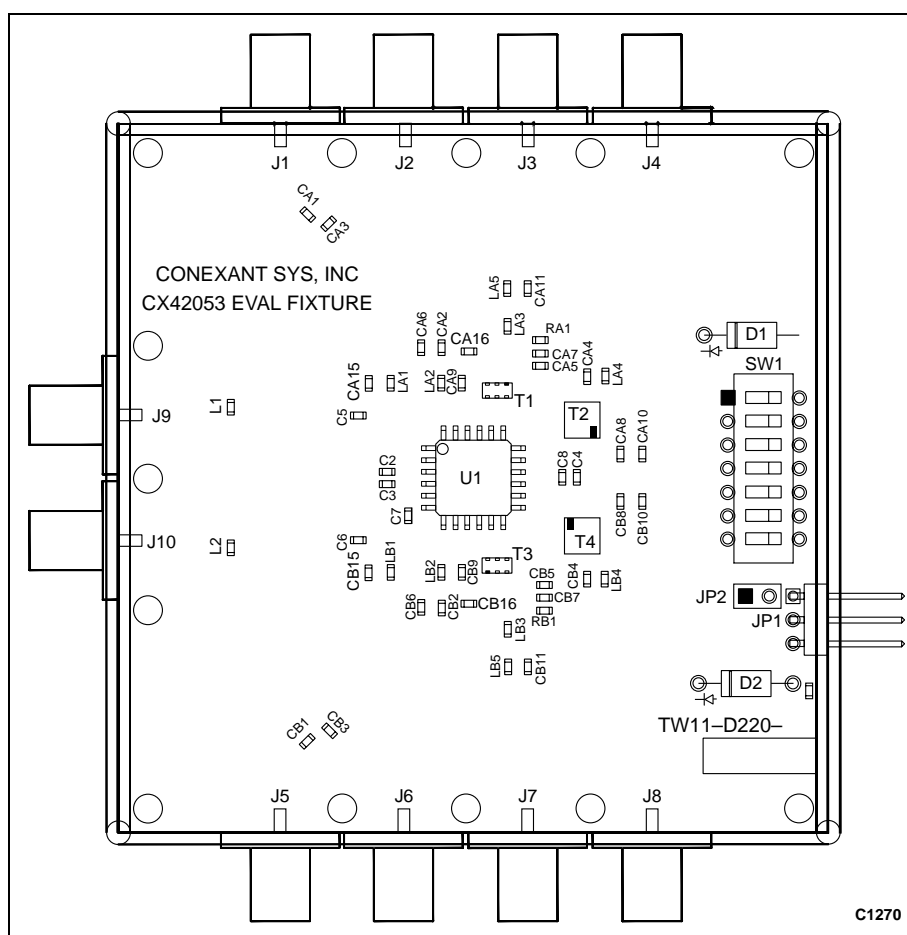 J1 J2 J3 J4
CA1
CA3
CONEXANT SYS, INC
CX42053 EVAL FIXTURE
LA5 CA11
LA3
CA6 CA2 CA16
RA1
CA7
CA5
CA4 LA4
D1
SW1
CA15 LA1 LA2 CA9
T1
T2
L1
J9
C5
CA8 CA10
C2
C3
U1
C8 C4
C7
CB8 CB10
L2
J10
C6
T4
T3
CB15 LB1 LB2 CB9
CB5
CB7
RB1
CB4 LB4
CB6 CB2 CB16
JP2
JP1
LB3
LB5 CB11
D2
CB1 CB3
TW11–D220–
J5 J6 J7 J8
C1270